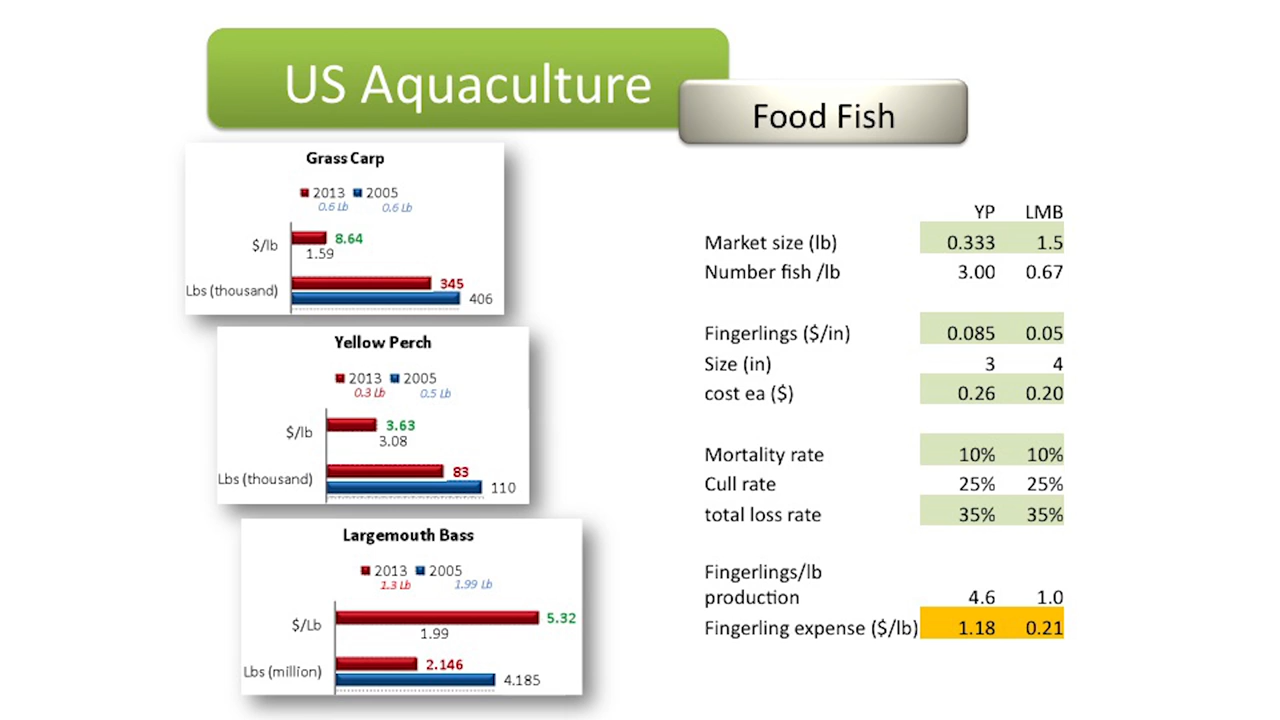 US Aquaculture
Food Fish
Grass Carp
2013 2005
0.6 Lb 0.6 Lb
$/lb 8.64
1.59
Lbs (thousand) 345
406
Yellow Perch
2013 2005
0.3 Lb 0.5 Lb
$/lb 3.63
3.08
Lbs (thousand) 83
110
Largemouth Bass
2013 2005
1.3 Lb 1.99 Lb
$/Lb 5.32
1.99
Lbs (million) 2.146
4.185
YP LMB
Market size (lb) 0.333 1.5
Number fish /lb 3.00 0.67
Fingerlings ($/in) 0.085 0.05
Size (in) 3 4
cost ea ($) 0.26 0.20
Mortality rate 10% 10%
Cull rate 25% 25%
total loss rate 35% 35%
Fingerlings/lb
production 4.6 1.0
Fingerling expense ($/lb) 1.18 0.21